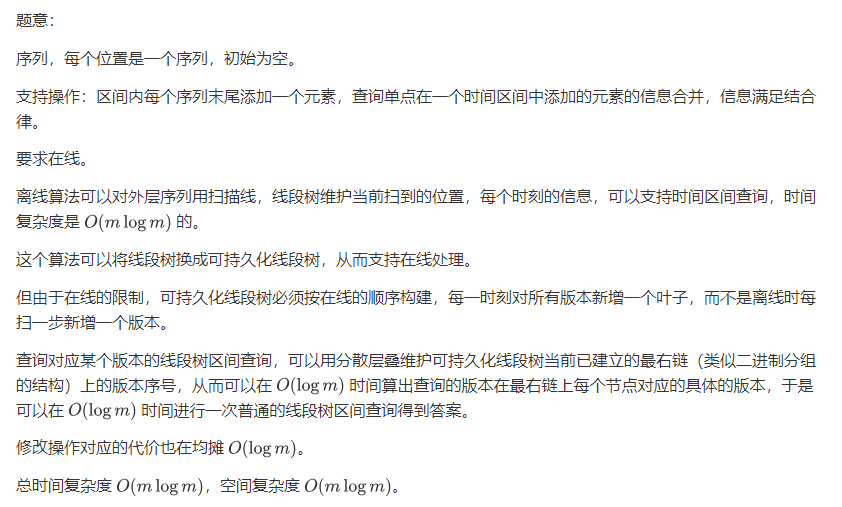 题意：
序列，每个位置是一个序列，初始为空。
支持操作：区间内每个序列末尾添加一个元素，查询单点在一个时间区间中添加的元素的信息合并，信息满足结合
律。
要求在线。
离线算法可以对外层序列用扫描线，线段树维护当前扫到的位置，每个时刻的信息，可以支持时间区间查询，时间
复杂度是 O(m log m) 的。
这个算法可以将线段树换成可持久化线段树，从而支持在线处理。
但由于在线的限制，可持久化线段树必须按在线的顺序构建，每一时刻对所有版本新增一个叶子，而不是离线时每
扫一步新增一个版本。
查询对应某个版本的线段树区间查询，可以用分散层叠维护可持久化线段树当前已建立的最右链（类似二进制分组
的结构）上的版本序号，从而可以在 O(log m) 时间算出查询的版本在最右链上每个节点对应的具体的版本，于是
可以在 O(log m) 时间进行一次普通的线段树区间查询得到答案。
修改操作对应的代价也在均摊 O(log m)。
总时间复杂度 O(m log m)，空间复杂度 O(m log m)。